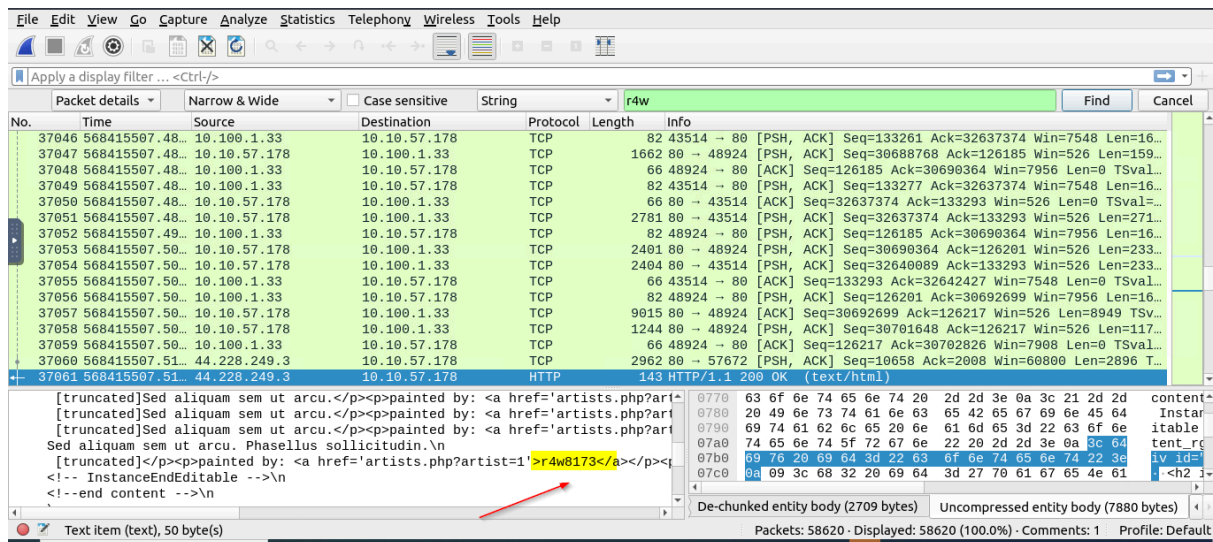 File Edit View Go Capture Analyze Statistics Telephony Wireless Tools Help
Apply a display filter … <Ctrl-/>
Packet details Narrow & Wide Case sensitive String r4w Find Cancel
No. Time Source Destination Protocol Length Info
37046 568415507.48… 10.100.1.33 10.10.57.178 TCP 82 43514 → 80 [PSH, ACK] Seq=133261 Ack=32637374 Win=7548 Len=16…
37047 568415507.48… 10.10.57.178 10.100.1.33 TCP 1662 80 → 48924 [PSH, ACK] Seq=30688768 Ack=126185 Win=526 Len=159…
37048 568415507.48… 10.100.1.33 10.10.57.178 TCP 66 48924 → 80 [ACK] Seq=126185 Ack=30690364 Win=7956 Len=0 TSval…
37049 568415507.48… 10.100.1.33 10.10.57.178 TCP 82 43514 → 80 [PSH, ACK] Seq=133277 Ack=32637374 Win=7548 Len=16…
37050 568415507.48… 10.10.57.178 10.100.1.33 TCP 66 80 → 43514 [ACK] Seq=32637374 Ack=133293 Win=526 Len=0 TSval=…
37051 568415507.48… 10.10.57.178 10.100.1.33 TCP 2781 80 → 43514 [PSH, ACK] Seq=32637374 Ack=133293 Win=526 Len=271…
37052 568415507.49… 10.100.1.33 10.10.57.178 TCP 82 48924 → 80 [PSH, ACK] Seq=126185 Ack=30690364 Win=7956 Len=16…
37053 568415507.50… 10.10.57.178 10.100.1.33 TCP 2401 80 → 48924 [PSH, ACK] Seq=30690364 Ack=126201 Win=526 Len=233…
37054 568415507.50… 10.10.57.178 10.100.1.33 TCP 2404 80 → 43514 [PSH, ACK] Seq=32640089 Ack=133293 Win=526 Len=233…
37055 568415507.50… 10.100.1.33 10.10.57.178 TCP 66 43514 → 80 [ACK] Seq=133293 Ack=32642427 Win=7548 Len=0 TSval…
37056 568415507.50… 10.100.1.33 10.10.57.178 TCP 82 48924 → 80 [PSH, ACK] Seq=126201 Ack=30692699 Win=7956 Len=16…
37057 568415507.50… 10.10.57.178 10.100.1.33 TCP 9015 80 → 48924 [ACK] Seq=30692699 Ack=126217 Win=526 Len=8949 TSv…
37058 568415507.50… 10.10.57.178 10.100.1.33 TCP 1244 80 → 48924 [PSH, ACK] Seq=30701648 Ack=126217 Win=526 Len=117…
37059 568415507.50… 10.100.1.33 10.10.57.178 TCP 66 48924 → 80 [ACK] Seq=126217 Ack=30702826 Win=7908 Len=0 TSval…
37060 568415507.51… 44.228.249.3 10.10.57.178 TCP 2962 80 → 57672 [PSH, ACK] Seq=10658 Ack=2008 Win=60800 Len=2896 T…
37061 568415507.51… 44.228.249.3 10.10.57.178 HTTP 143 HTTP/1.1 200 OK (text/html)
[truncated]Sed aliquam sem ut arcu.</p><p>painted by: <a href='artists.php?art
[truncated]Sed aliquam sem ut arcu.</p><p>painted by: <a href='artists.php?art
Sed aliquam sem ut arcu. Phasellus sollicitudin.\n
[truncated]</p><p>painted by: <a href='artists.php?artist=1'>r4w8173</a></p><p
<!-- InstanceEndEditable -->\n
<!--end content -->\n
0770 63 6f 6e 74 65 6e 74 20 2d 2d 3e 0a 3c 21 2d 2d content
0780 20 49 6e 73 74 61 6e 63 65 42 65 67 69 6e 45 64 Instan
0790 69 74 61 62 6c 65 20 6e 61 6d 65 3d 22 63 6f 6e itable
07a0 74 65 6e 74 5f 72 67 6e 22 20 2d 2d 3e 0a 3c 64 tent_rg
07b0 69 76 20 69 64 3d 22 63 6f 6e 74 65 6e 74 22 3e iv id="
07c0 0a 09 3c 68 32 20 69 64 3d 27 70 61 67 65 4e 61 ··<h2 i
De-chunked entity body (2709 bytes) Uncompressed entity body (7880 bytes)
Text item (text), 50 byte(s) Packets: 58620 · Displayed: 58620 (100.0%) · Comments: 1 Profile: Default